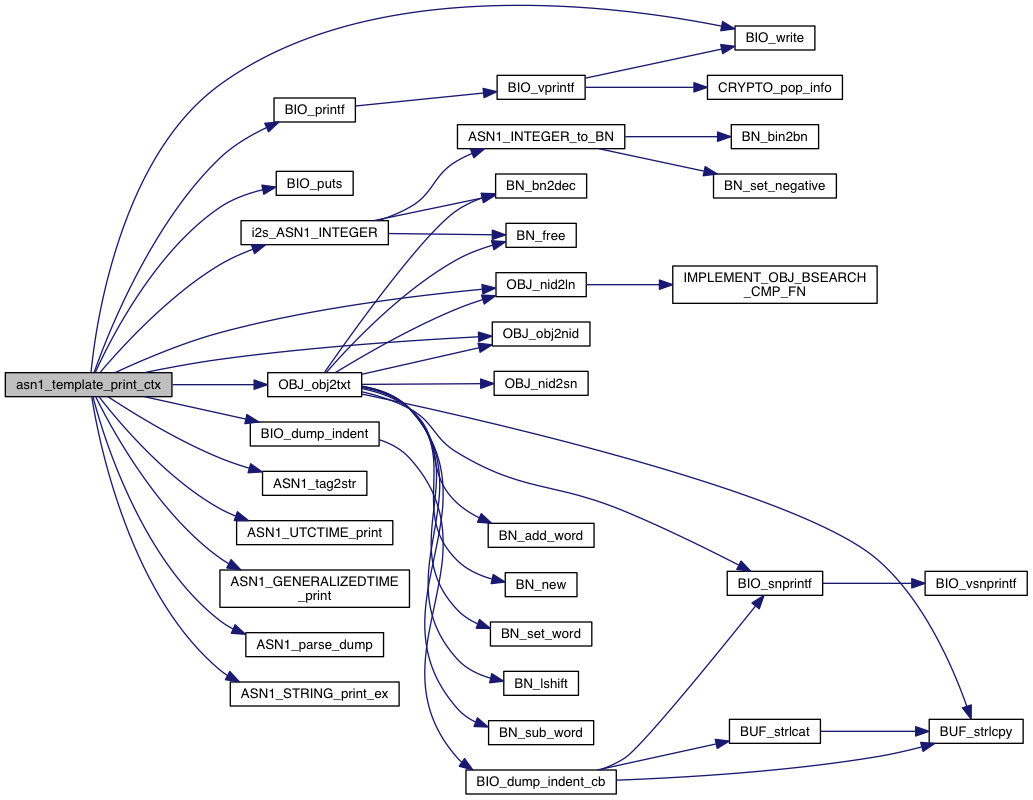 BIO_write
BIO_vprintf
CRYPTO_pop_info
BIO_printf
ASN1_INTEGER_to_BN
BN_bin2bn
BIO_puts
BN_bn2dec
BN_set_negative
i2s_ASN1_INTEGER
BN_free
OBJ_nid2ln
IMPLEMENT_OBJ_BSEARCH
_CMP_FN
OBJ_obj2nid
asn1_template_print_ctx
OBJ_obj2txt
OBJ_nid2sn
BIO_dump_indent
ASN1_tag2str
ASN1_UTCTIME_print
BN_add_word
ASN1_GENERALIZEDTIME
_print
BN_new
BIO_snprintf
BIO_vsnprintf
ASN1_parse_dump
BN_set_word
ASN1_STRING_print_ex
BN_lshift
BN_sub_word
BUF_strlcat
BUF_strlcpy
BIO_dump_indent_cb